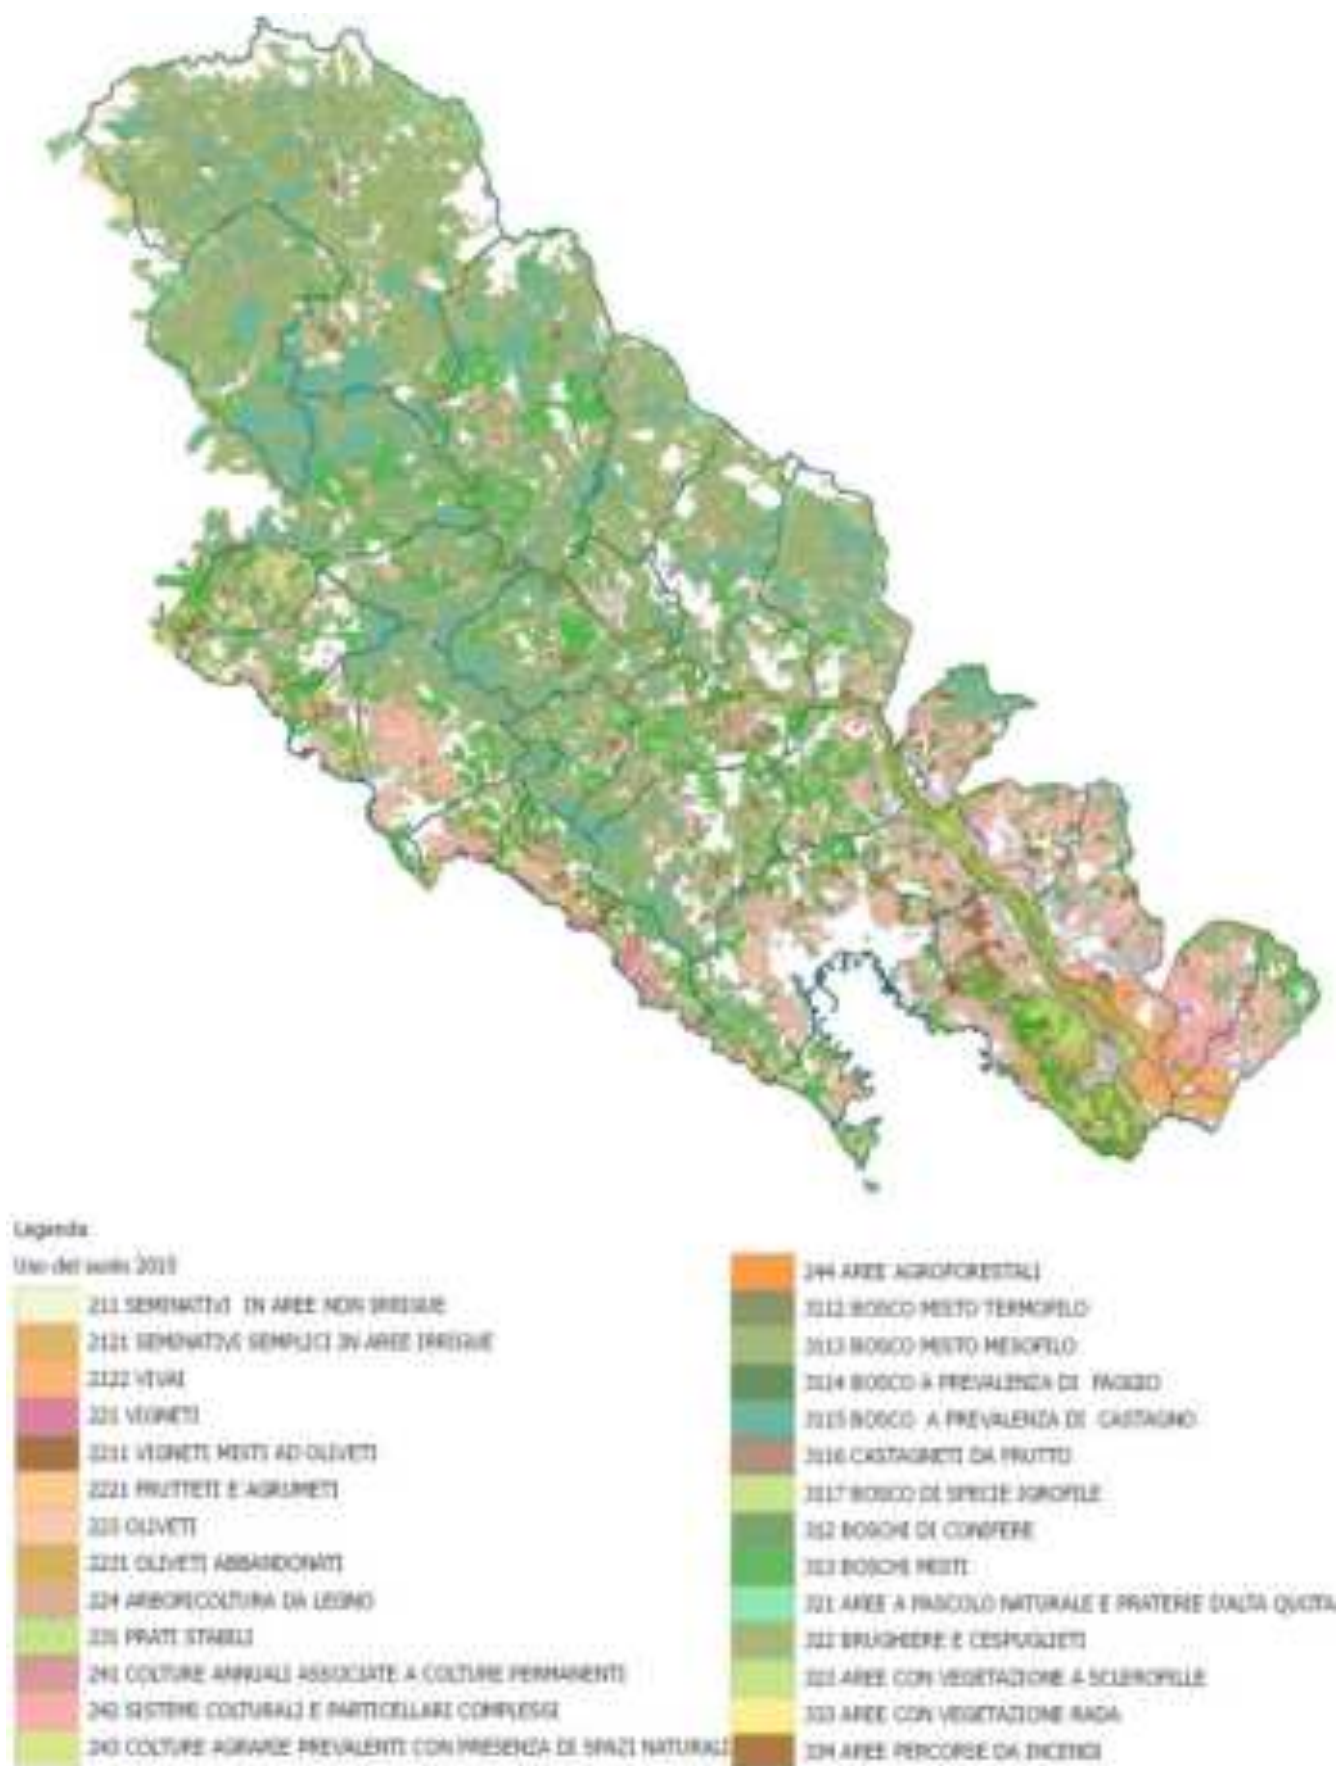 Legenda
Uso del suolo 2015
211 SEMINATIVI IN AREE NON IRRIGUE
2121 SEMINATIVI SEMPLICI IN AREE IRRIGUE
2122 VIVAI
221 VIGNETI
2211 VIGNETI MISTI AD OLIVETI
2221 FRUTTETI E AGRUMETI
223 OLIVETI
2231 OLIVETI ABBANDONATI
224 ARBORICOLTURA DA LEGNO
231 PRATI STABILI
241 COLTURE ANNUALI ASSOCIATE A COLTURE PERMANENTI
242 SISTEMI COLTURALI E PARTICELLARI COMPLESSI
243 COLTURE AGRARIE PREVALENTI CON PRESENZA DI SPAZI NATURALI
244 AREE AGROFORESTALI
3112 BOSCO MISTO TERMOFILO
3113 BOSCO MISTO MESOFILO
3114 BOSCO A PREVALENZA DI FAGGIO
3115 BOSCO A PREVALENZA DI CASTAGNO
3116 CASTAGNETI DA FRUTTO
3117 BOSCO DI SPECIE IGROFILE
312 BOSCHI DI CONIFERE
313 BOSCHI MISTI
321 AREE A PASCOLO NATURALE E PRATERIE D'ALTA QUOTA
322 BRUGHIERE E CESPUGLIETI
323 AREE CON VEGETAZIONE A SCLEROFILLE
333 AREE CON VEGETAZIONE RADA
334 AREE PERCORSE DA INCENDI